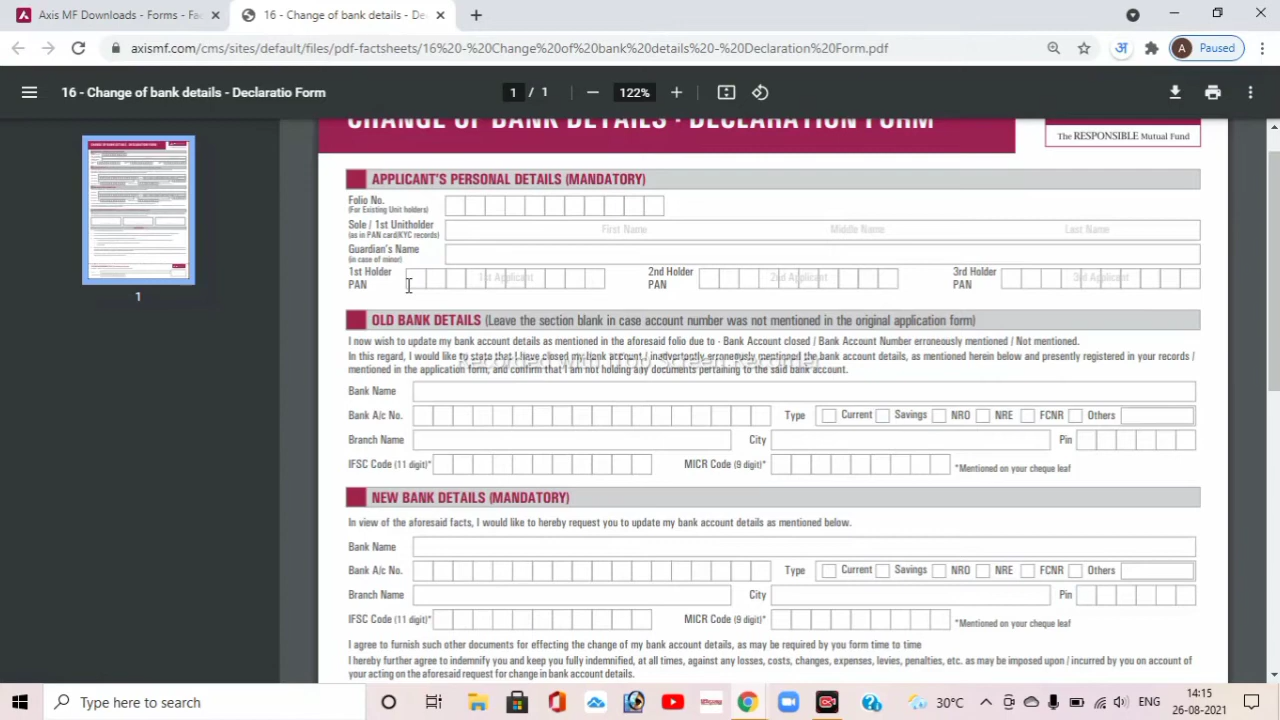 Axis MF Downloads - Forms - Fac
16 - Change of bank details - De
axismf.com/cms/sites/default/files/pdf-factsheets/16%20-%20Change%20of%20bank%20details%20-%20Declaration%20Form.pdf
अ
A Paused
16 - Change of bank details - Declaratio Form
1 / 1
122%
CHANGE OF BANK DETAILS - DECLARATION FORM
The RESPONSIBLE Mutual Fund
1
APPLICANT'S PERSONAL DETAILS (MANDATORY)
Folio No.
(For Existing Unit holders)
Sole / 1st Unitholder First Name Middle Name Last Name
(as in PAN card/KYC records)
Guardian's Name
(in case of minor)
1st Holder PAN 1st Applicant 2nd Holder PAN 2nd Applicant 3rd Holder PAN 3rd Applicant
OLD BANK DETAILS (Leave the section blank in case account number was not mentioned in the original application form)
I now wish to update my bank account details as mentioned in the aforesaid folio due to - Bank Account closed / Bank Account Number erroneously mentioned / Not mentioned.
In this regard, I would like to state that I have closed my bank account / inadvertently erroneously mentioned the bank account details, as mentioned herein below and presently registered in your records /
mentioned in the application form, and confirm that I am not holding any documents pertaining to the said bank account.
Bank Name
Bank A/c No. Type Current Savings NRO NRE FCNR Others
Branch Name City Pin
IFSC Code (11 digit)* MICR Code (9 digit)* *Mentioned on your cheque leaf
NEW BANK DETAILS (MANDATORY)
In view of the aforesaid facts, I would like to hereby request you to update my bank account details as mentioned below.
Bank Name
Bank A/c No. Type Current Savings NRO NRE FCNR Others
Branch Name City Pin
IFSC Code (11 digit)* MICR Code (9 digit)* *Mentioned on your cheque leaf
I agree to furnish such other documents for effecting the change of my bank account details, as may be required by you form time to time
I hereby further agree to indemnify you and keep you fully indemnified, at all times, against any losses, costs, changes, expenses, levies, penalties, etc. as may be imposed upon / incurred by you on account of
your acting on the aforesaid request for change in bank account details.
Type here to search
30°C
ENG
14:15
26-08-2021